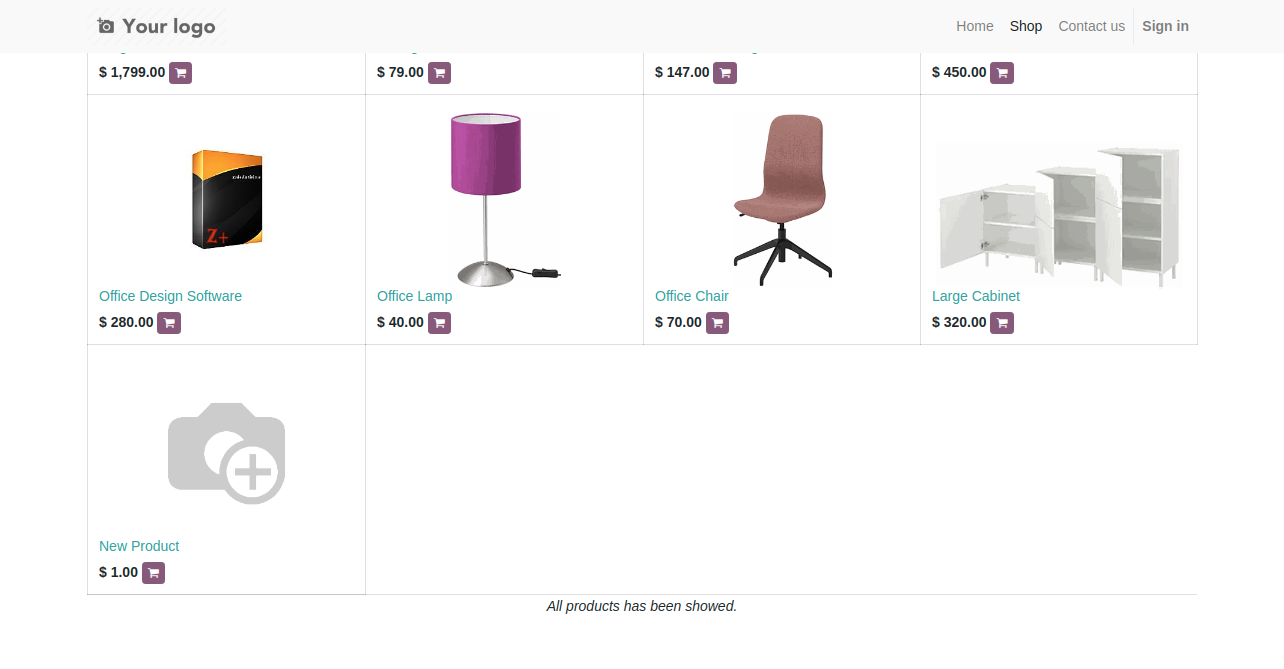 Your logo
Home Shop Contact us Sign in
$ 1,799.00 $ 79.00 $ 147.00 $ 450.00
Z+
Office Design Software Office Lamp Office Chair Large Cabinet
$ 280.00 $ 40.00 $ 70.00 $ 320.00
New Product
$ 1.00
All products has been showed.